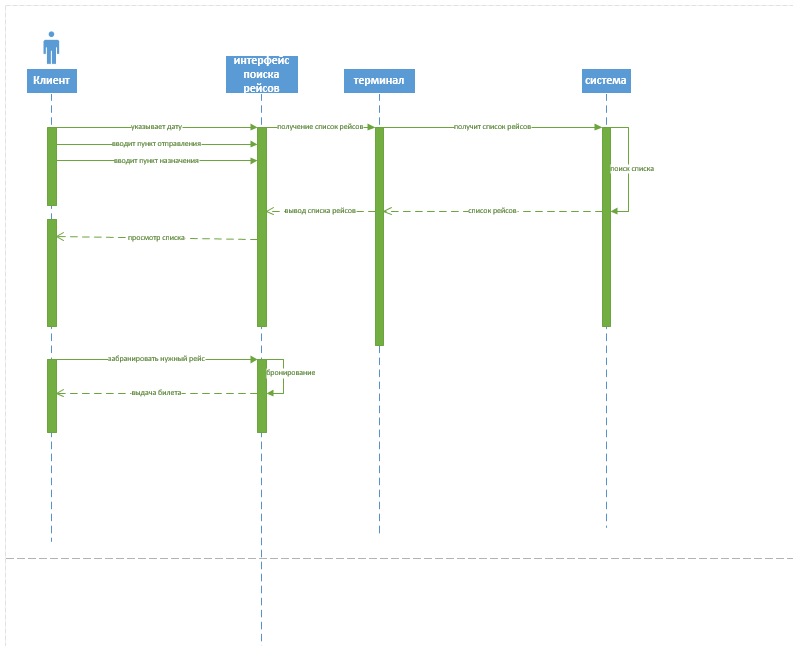 Клиент
интерфейс
поиска
рейсов
терминал
система
указывает дату
получение список рейсов
получит список рейсов
вводит пункт отправления
вводит пункт назначения
поиск списка
вывод списка рейсов
список рейсов
просмотр списка
забранировать нужный рейс
бронирование
выдача билета